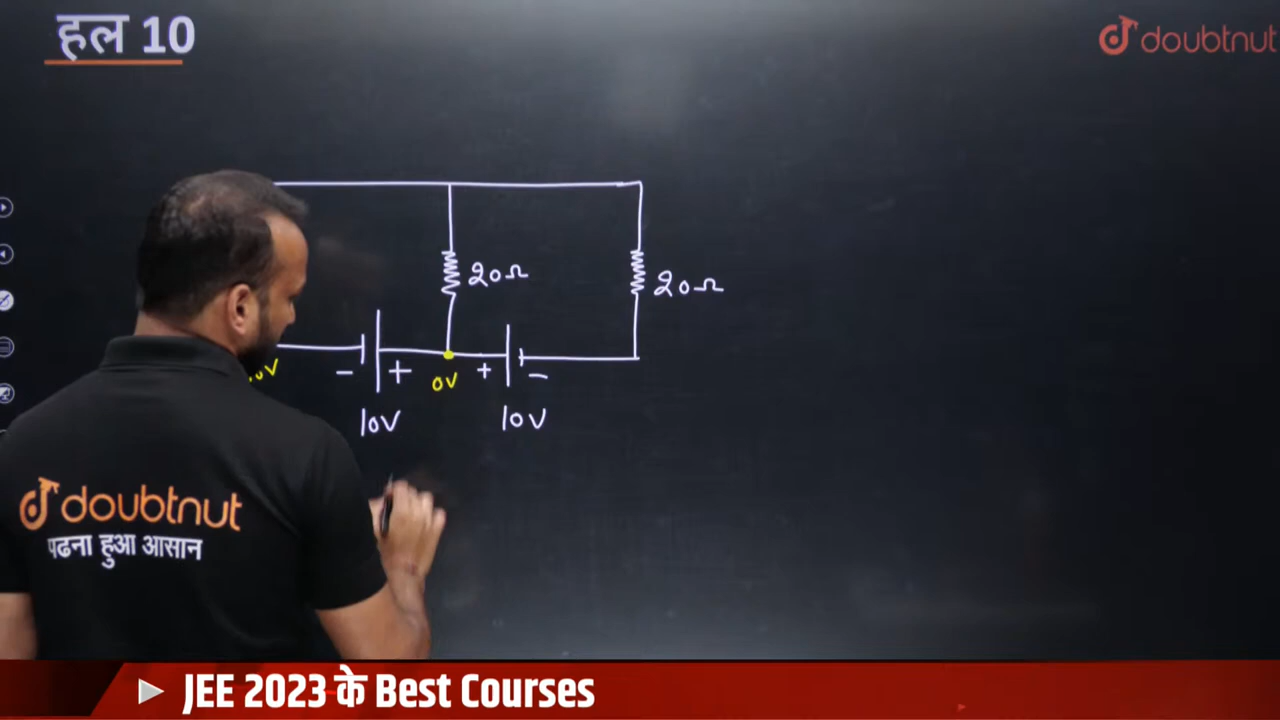 हल 10
doubtnut
20Ω
20Ω
0V
- + + -
10V
10V
doubtnut
पढना हुआ आसान
JEE 2023 के Best Courses